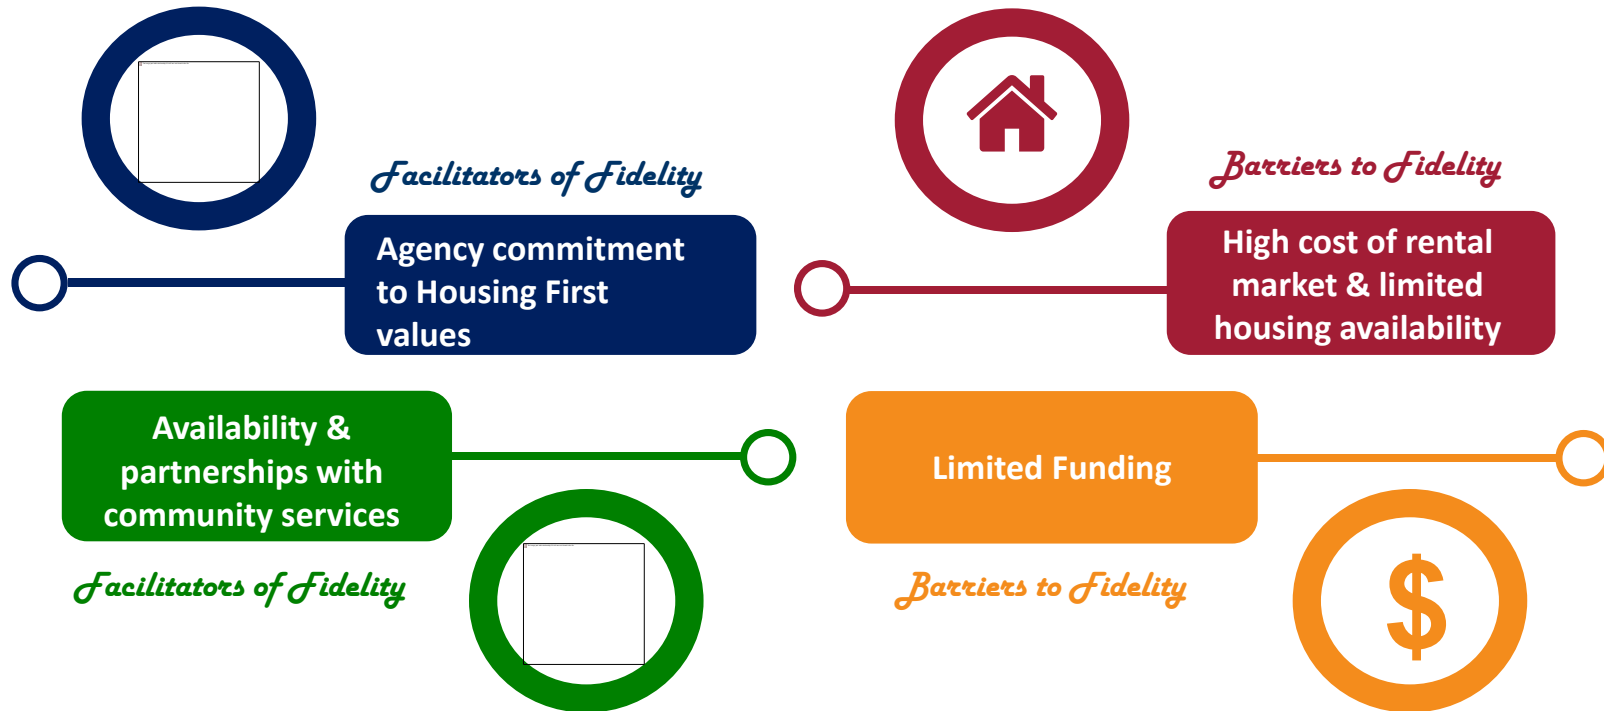 Facilitators of Fidelity
Agency commitment
to Housing First
values
Barriers to Fidelity
High cost of rental
market & limited
housing availability
Availability &
partnerships with
community services
Facilitators of Fidelity
Limited Funding
Barriers to Fidelity
$